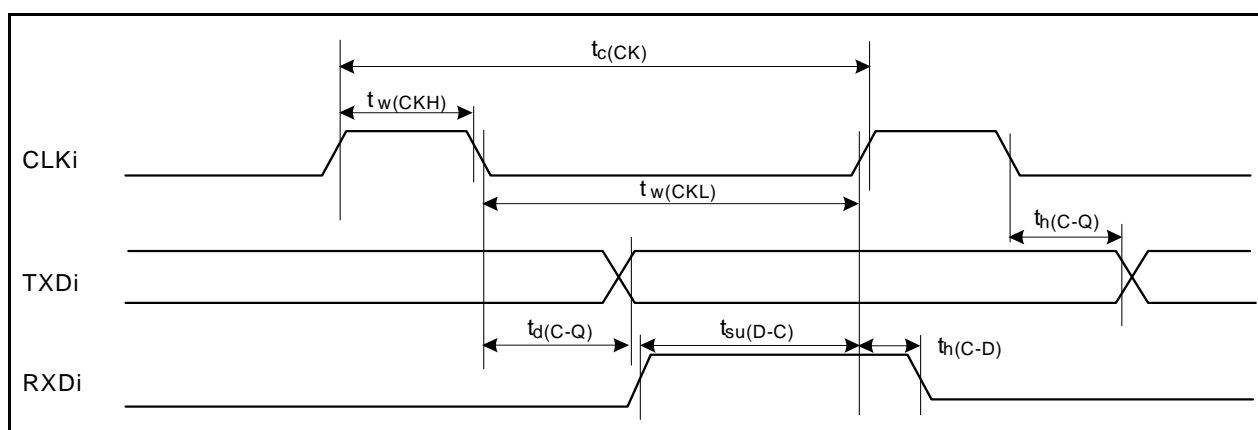 tc(CK)
tw(CKH)
CLKi
tw(CKL)
th(C-Q)
TXDi
td(C-Q)
tsu(D-C)
th(C-D)
RXDi